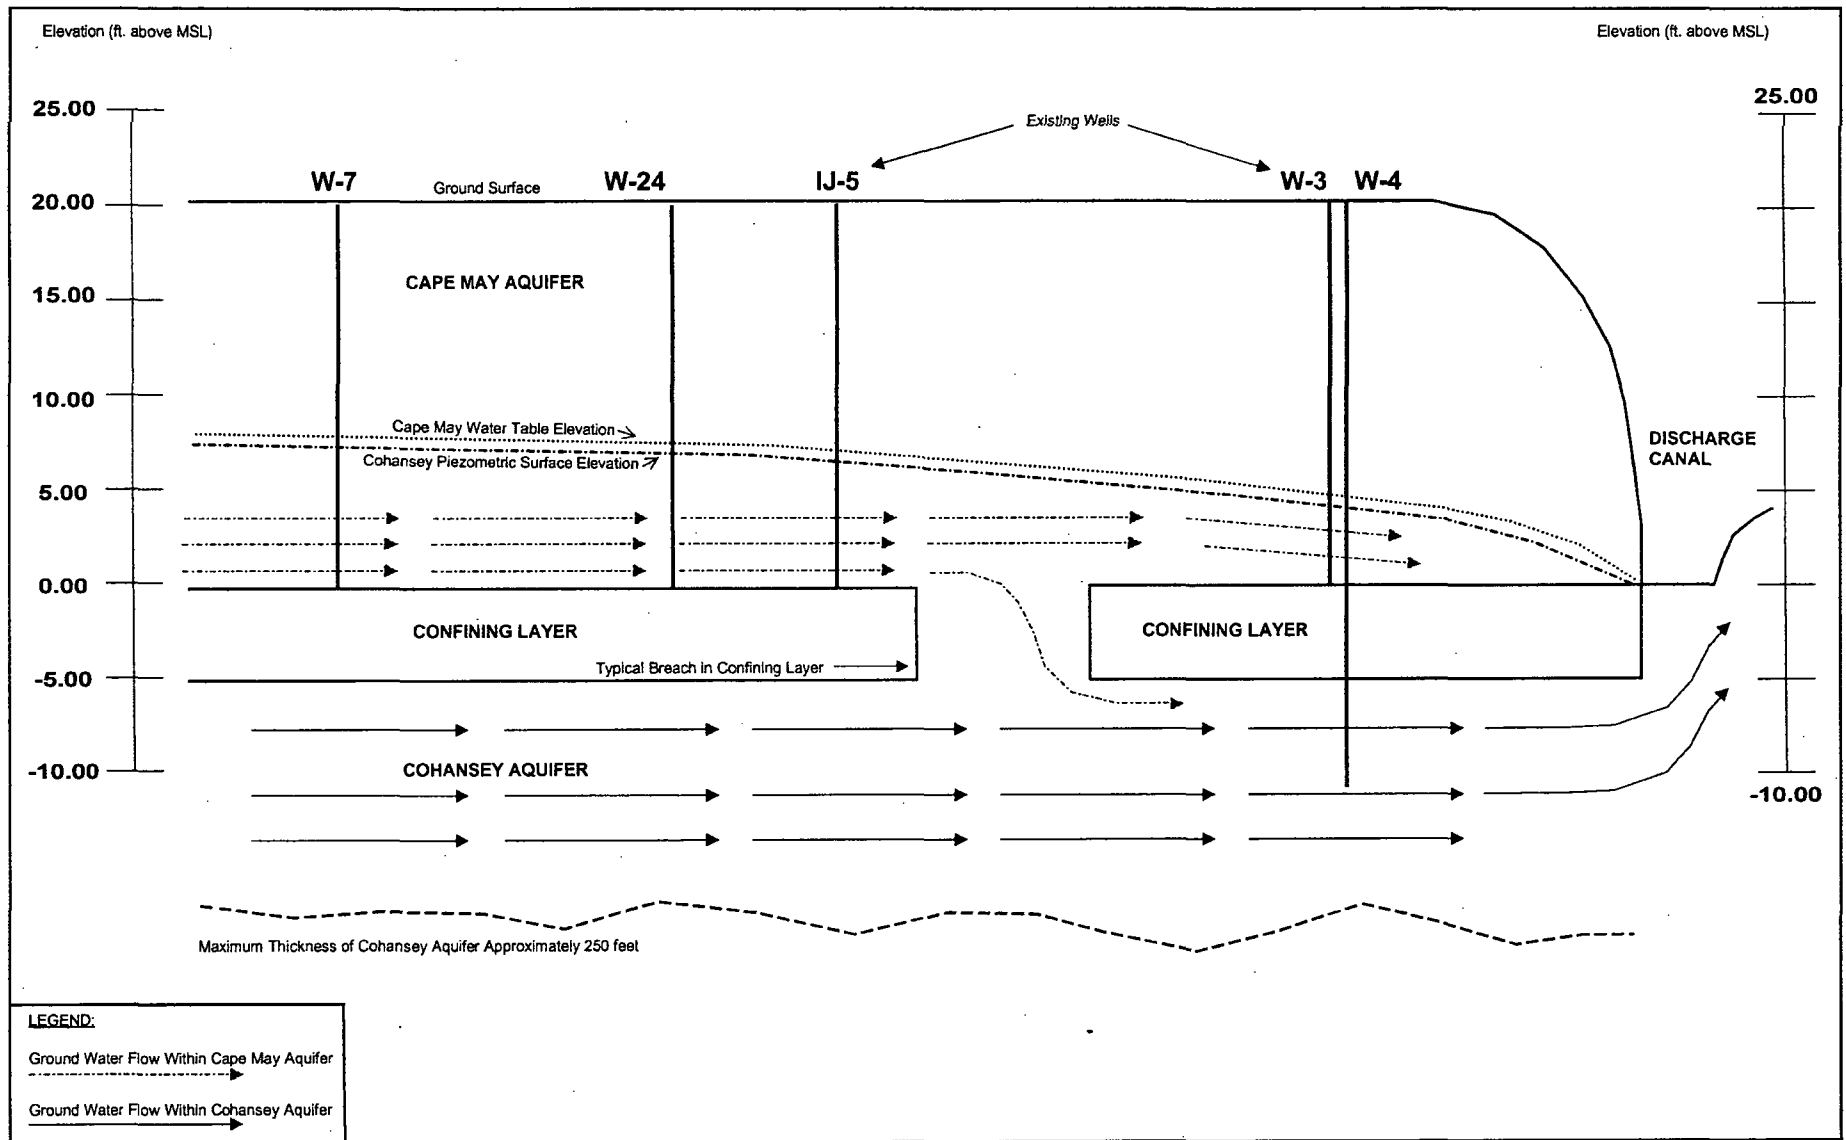 Elevation (ft. above MSL)
Elevation (ft. above MSL)
25.00
25.00
Existing Wells
W-7
Ground Surface
W-24
IJ-5
W-3
W-4
20.00
CAPE MAY AQUIFER
15.00
10.00
Cape May Water Table Elevation
Cohansey Piezometric Surface Elevation
DISCHARGE
CANAL
5.00
0.00
CONFINING LAYER
CONFINING LAYER
Typical Breach in Confining Layer
-5.00
COHANSEY AQUIFER
-10.00
-10.00
Maximum Thickness of Cohansey Aquifer Approximately 250 feet
LEGEND:
Ground Water Flow Within Cape May Aquifer
Ground Water Flow Within Cohansey Aquifer